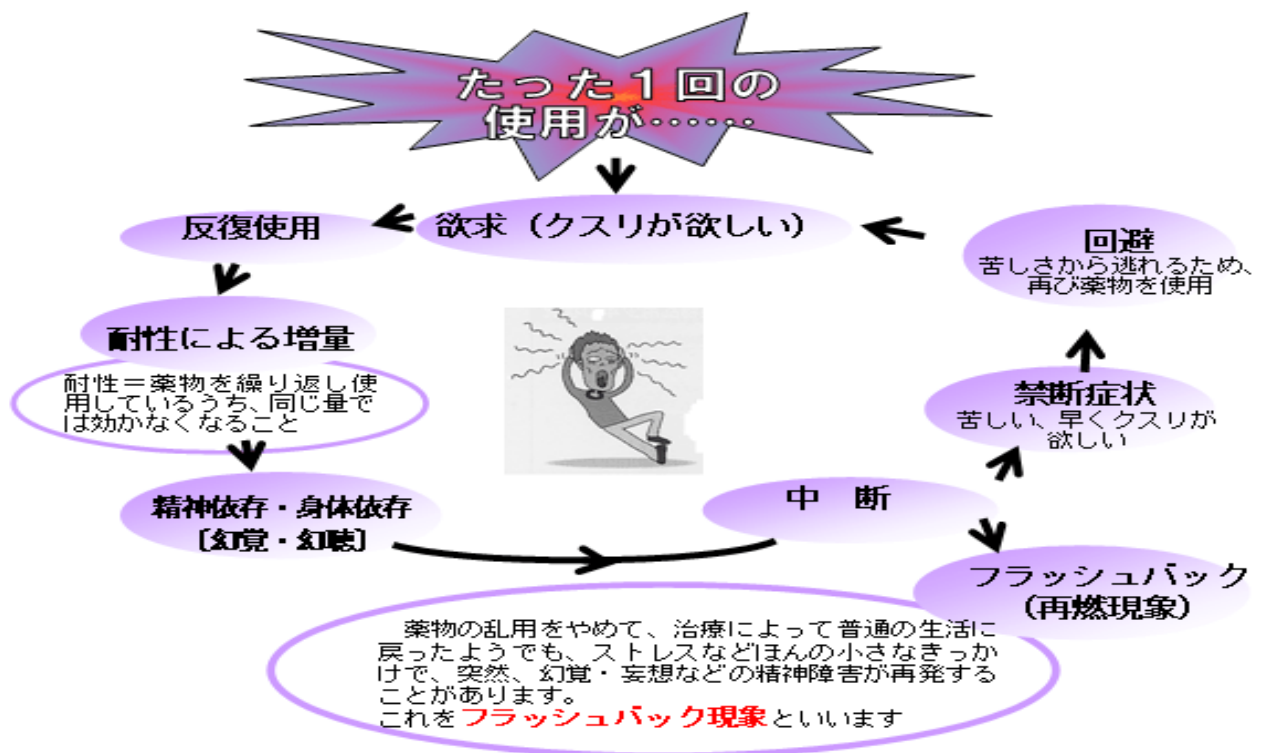 たった１回の
使用が……
欲求（クスリが欲しい）
反復使用
耐性による増量
耐性＝薬物を繰り返し使
用しているうち、同じ量で
は効かなくなること
精神依存・身体依存
［幻覚・幻聴］
中　断
禁断症状
苦しい、早くクスリが
欲しい
回避
苦しさから逃れるため、
再び薬物を使用
フラッシュバック
（再燃現象）
薬物の乱用をやめて、治療によって普通の生活に
戻ったようでも、ストレスなどほんの小さなきっか
けで、突然、幻覚・妄想などの精神障害が再発する
ことがあります。
これをフラッシュバック現象といいます